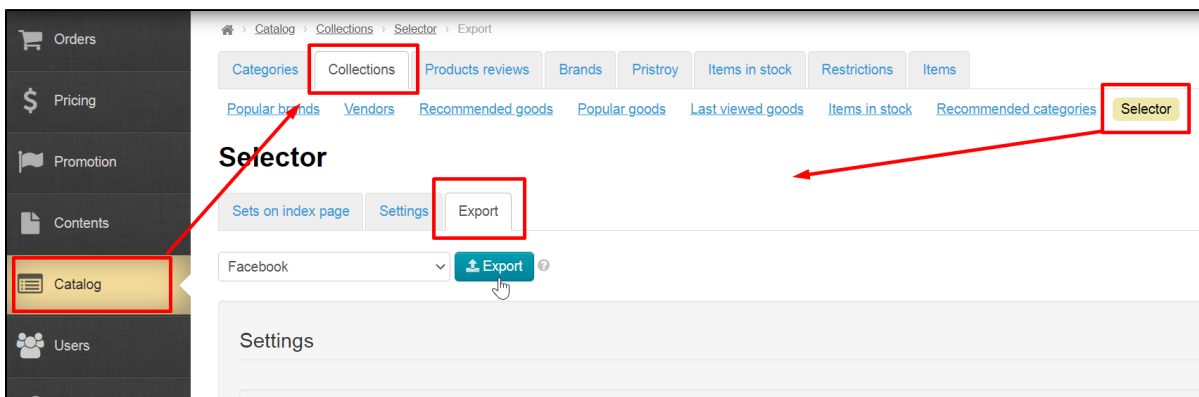 Orders
Pricing
Promotion
Contents
Catalog
Users
Catalog > Collections > Selector > Export
Categories Collections Products reviews Brands Pristroy Items in stock Restrictions Items
Popular brands Vendors Recommended goods Popular goods Last viewed goods Items in stock Recommended categories Selector
Selector
Sets on index page Settings Export
Facebook Export ?
Settings